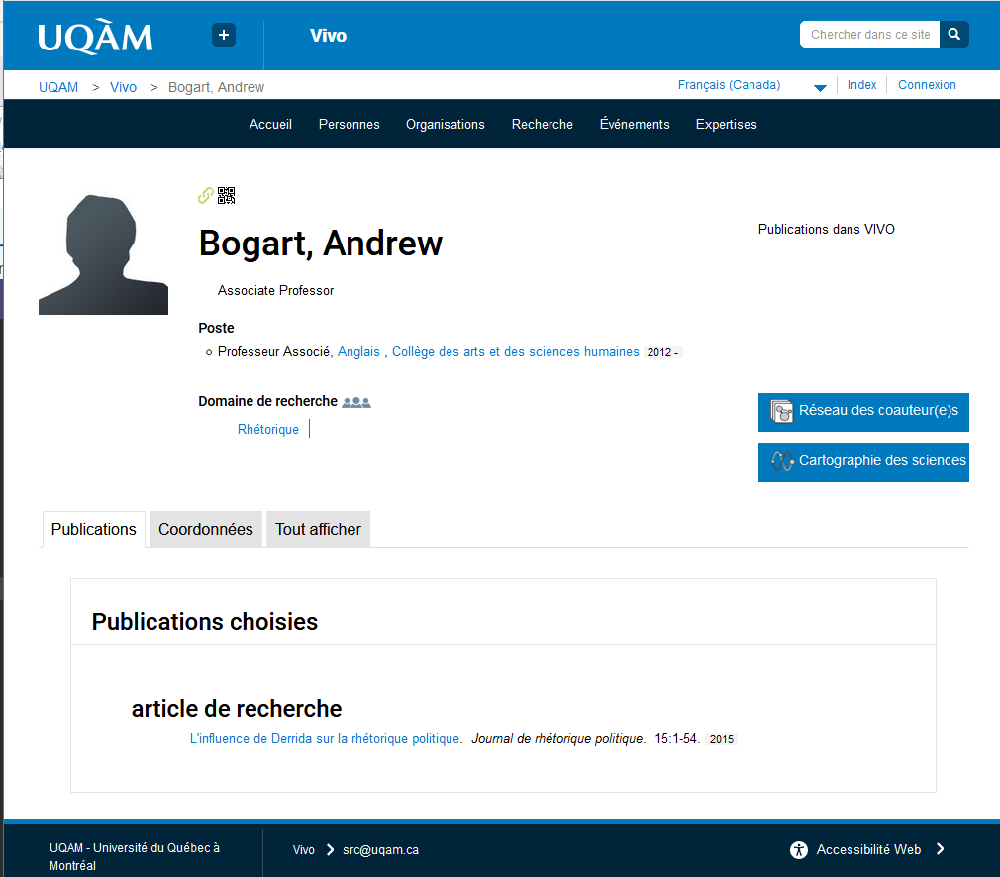 UQÀM
+
Vivo
Chercher dans ce site
UQAM > Vivo > Bogart, Andrew
Français (Canada)
Index
Connexion
Accueil
Personnes
Organisations
Recherche
Événements
Expertises
Bogart, Andrew
Publications dans VIVO
Associate Professor
Poste
Professeur Associé, Anglais , Collège des arts et des sciences humaines 2012 -
Domaine de recherche
Rhétorique
Réseau des coauteur(e)s
Cartographie des sciences
Publications
Coordonnées
Tout afficher
Publications choisies
article de recherche
L'influence de Derrida sur la rhétorique politique. Journal de rhétorique politique. 15:1-54. 2015
UQAM - Université du Québec à
Montréal
Vivo
src@uqam.ca
Accessibilité Web